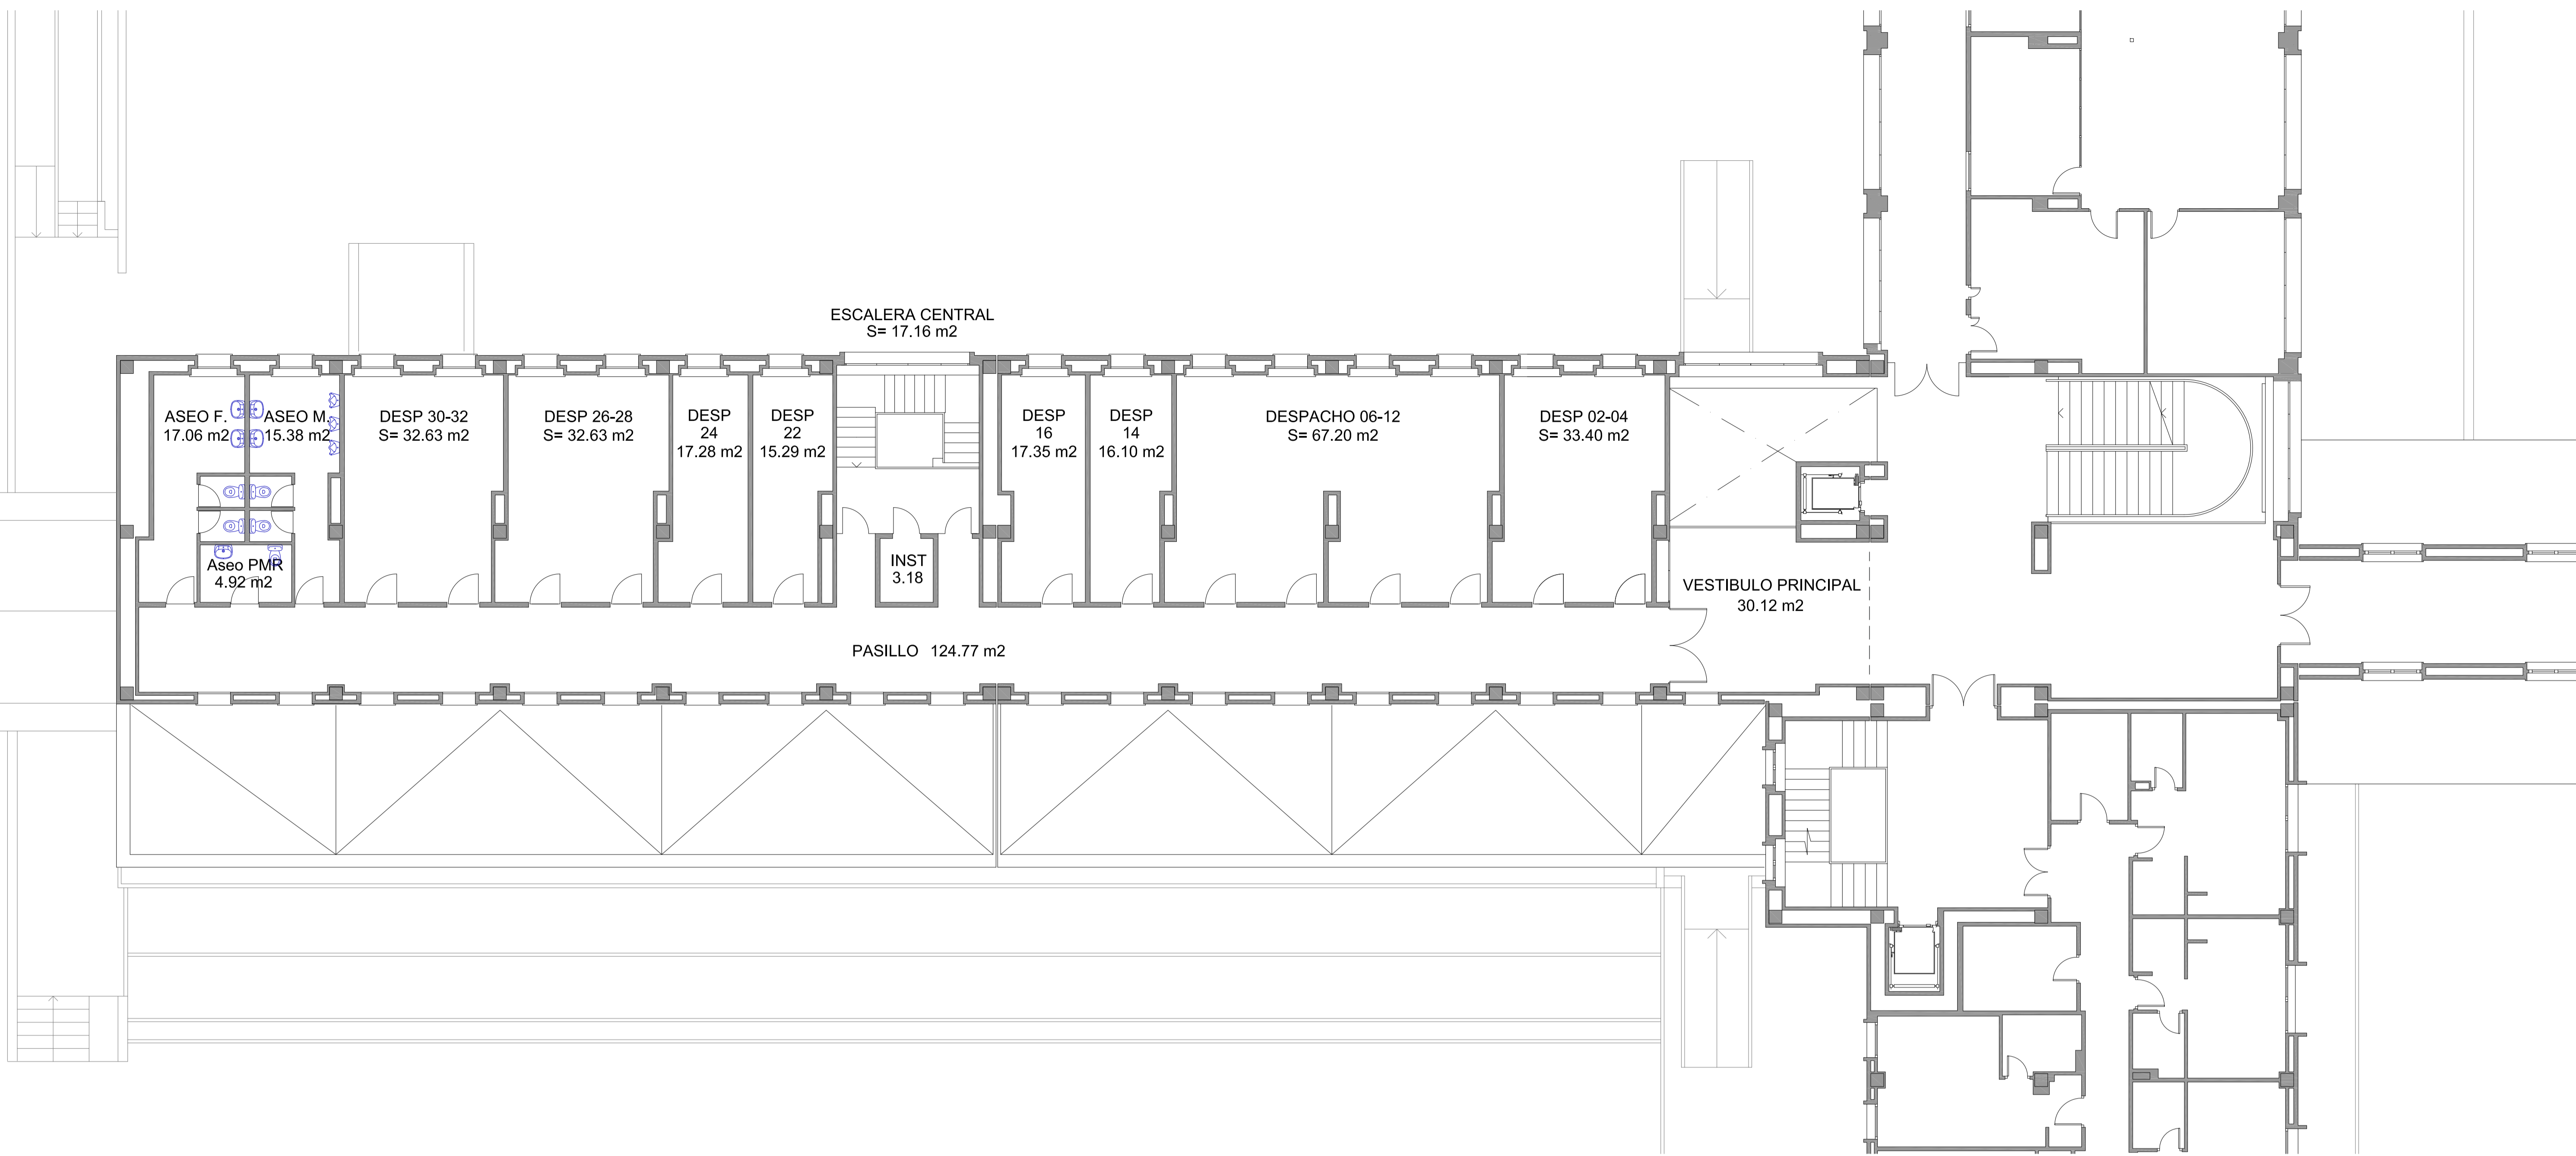 ESCALERA CENTRAL
S= 17.16 m2
ASEO F.
17.06 m2
ASEO M.
15.38 m2
DESP 30-32
S= 32.63 m2
DESP 26-28
S= 32.63 m2
DESP
24
17.28 m2
DESP
22
15.29 m2
DESP
16
17.35 m2
DESP
14
16.10 m2
DESPACHO 06-12
S= 67.20 m2
DESP 02-04
S= 33.40 m2
Aseo PMR
4.92 m2
INST
3.18
VESTIBULO PRINCIPAL
30.12 m2
PASILLO 124.77 m2